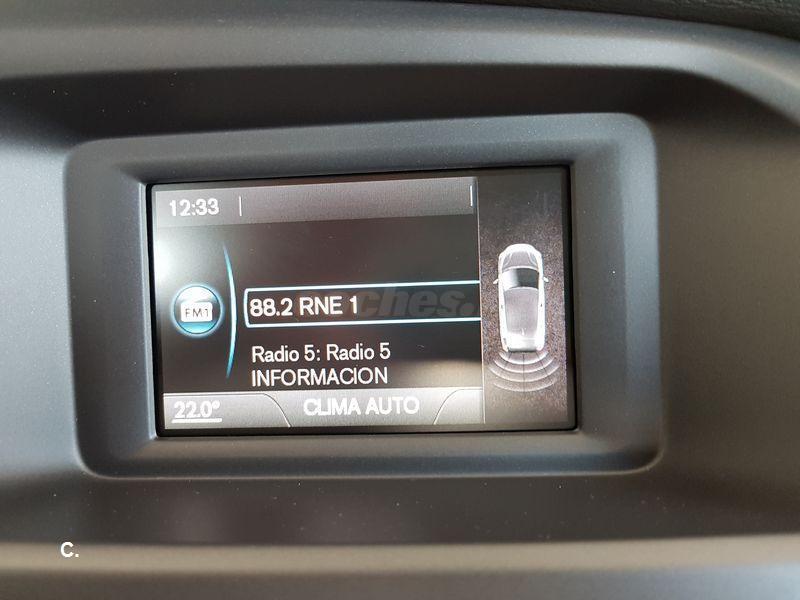 12:33
FM1
88.2 RNE 1
Radio 5: Radio 5
INFORMACION
22.0°
CLIMA AUTO
C.